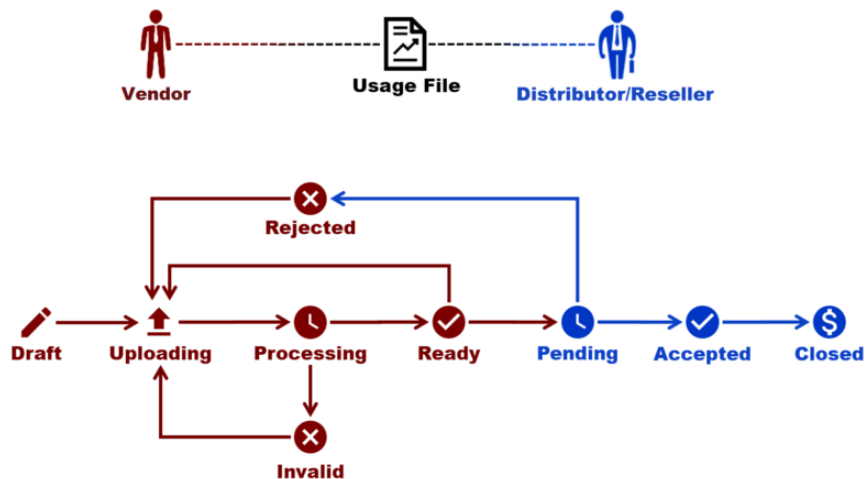 Vendor
Usage File
Distributor/Reseller
Rejected
Draft
Uploading
Processing
Ready
Pending
Accepted
Closed
Invalid